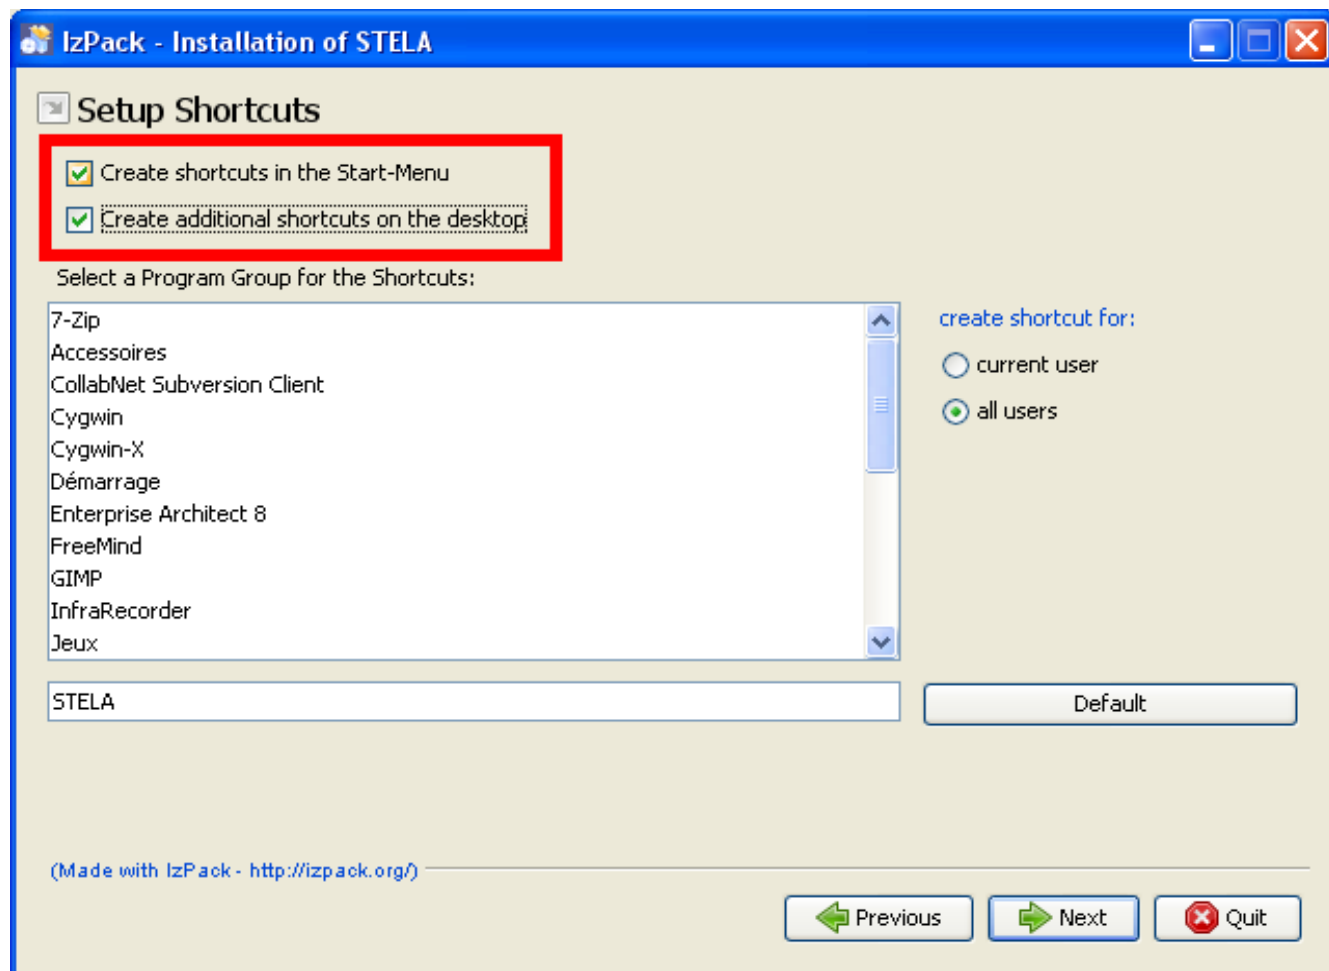 IzPack - Installation of STELA
Setup Shortcuts
Create shortcuts in the Start-Menu
Create additional shortcuts on the desktop
Select a Program Group for the Shortcuts:
7-Zip
Accessoires
CollabNet Subversion Client
Cygwin
Cygwin-X
Démarrage
Enterprise Architect 8
FreeMind
GIMP
InfraRecorder
Jeux
create shortcut for:
current user
all users
STELA
Default
(Made with IzPack - http://izpack.org/)
Previous
Next
Quit